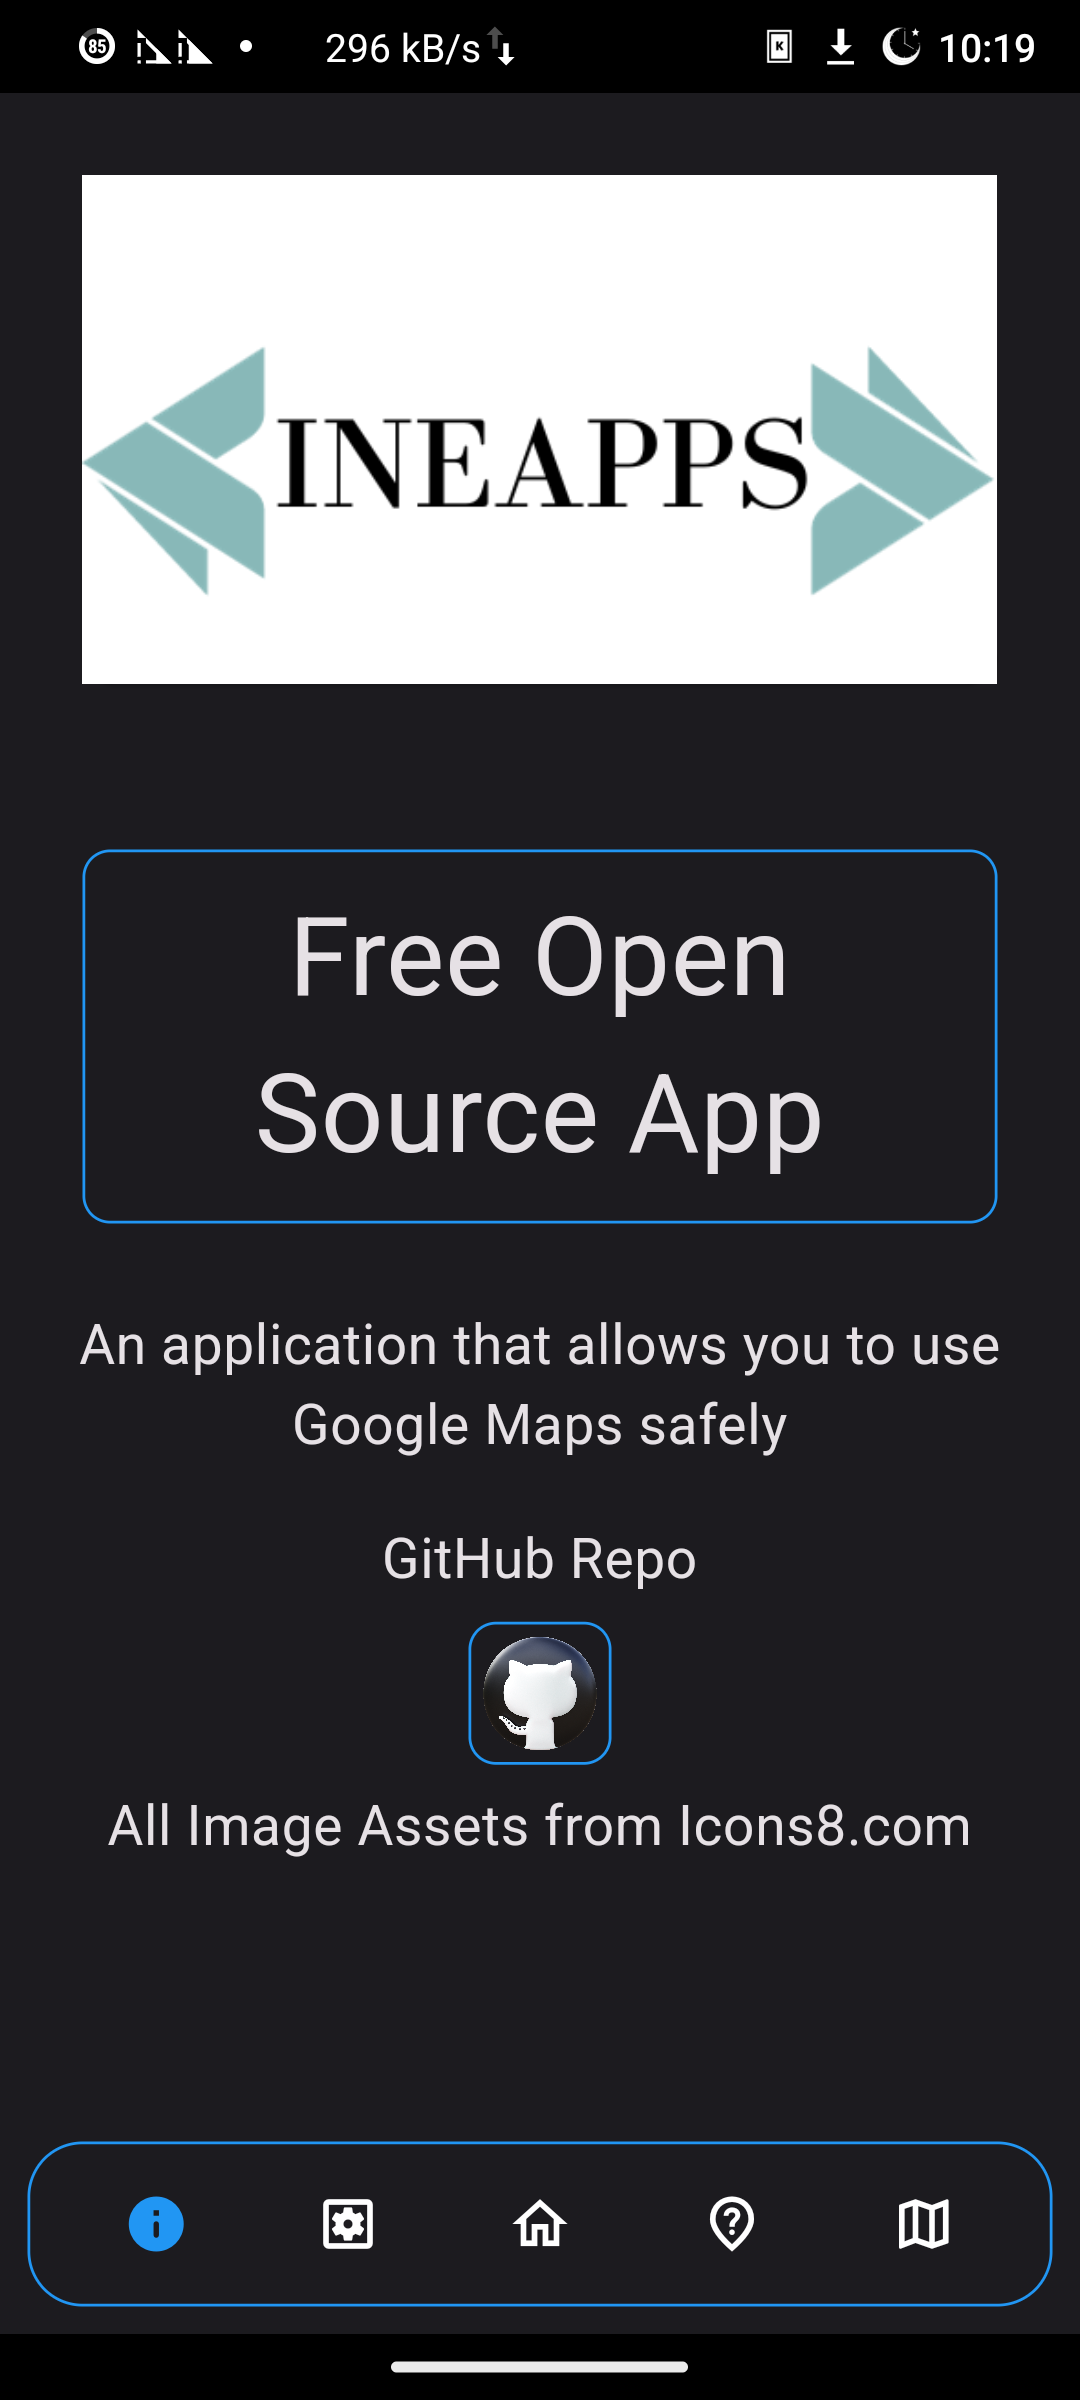 85
296 kB/s
K
10:19
INEAPPS
Free Open
Source App
An application that allows you to use
Google Maps safely
GitHub Repo
All Image Assets from Icons8.com